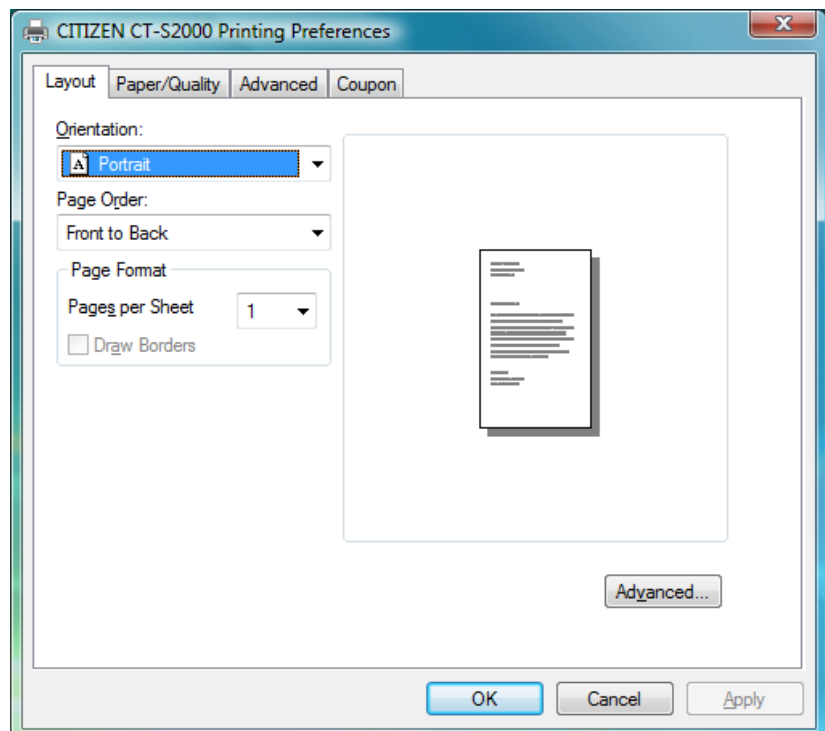 CITIZEN CT-S2000 Printing Preferences
Layout Paper/Quality Advanced Coupon
Orientation:
A Portrait
Page Order:
Front to Back
Page Format
Pages per Sheet 1
Draw Borders
Advanced...
OK Cancel Apply